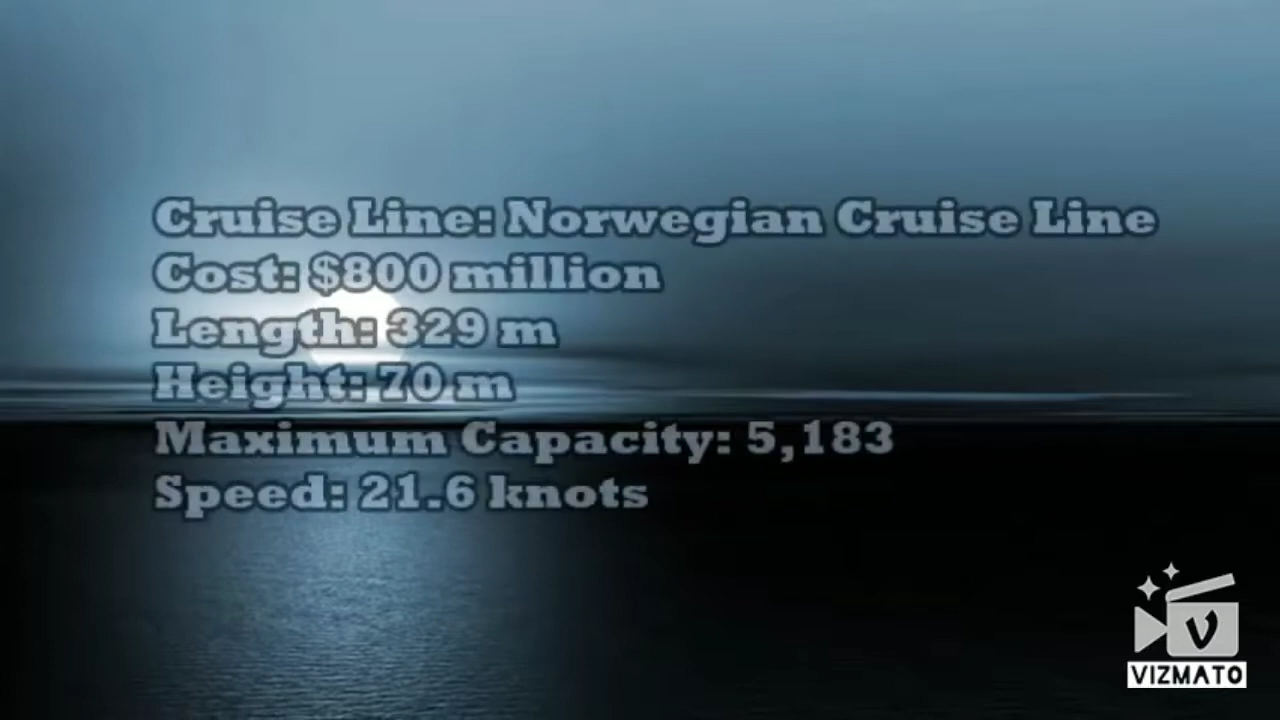 Cruise Line: Norwegian Cruise Line
Cost: $800 million
Length: 329 m
Height: 70 m
Maximum Capacity: 5,183
Speed: 21.6 knots
V
VIZMATO